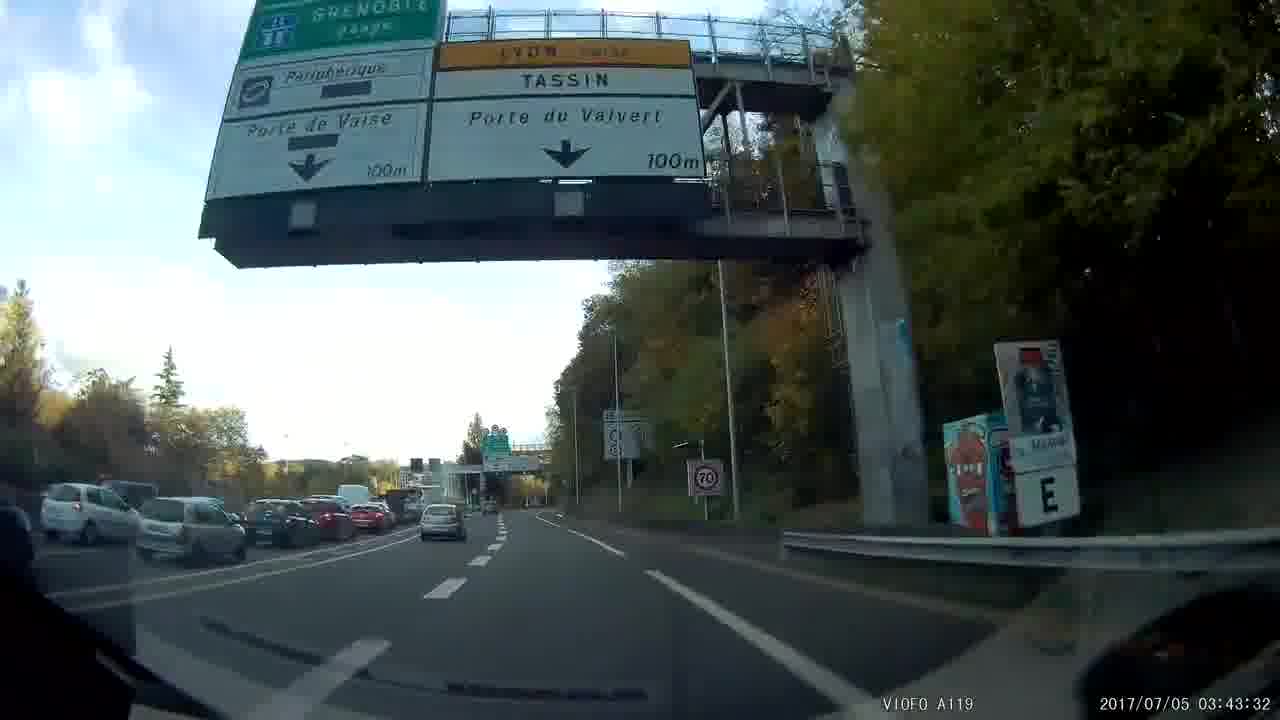 GRENOBLE
Périphérique
Porte de Vaise
100m
LYON
TASSIN
Porte du Valvert
100m
70
E
VIOFO A119
2017/07/05 03:43:32